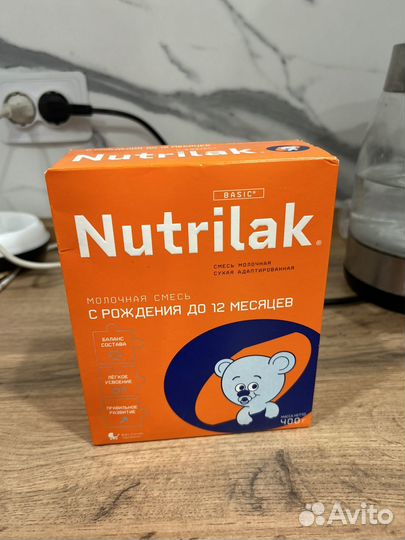 Nutrilak
BASIC®
Nutrilak®
СМЕСЬ МОЛОЧНАЯ
СУХАЯ АДАПТИРОВАННАЯ
МОЛОЧНАЯ СМЕСЬ
С РОЖДЕНИЯ ДО 12 МЕСЯЦЕВ
БАЛАНС
СОСТАВА
ЛЁГКОЕ
УСВОЕНИЕ
ПРАВИЛЬНОЕ
РАЗВИТИЕ
МАССА НЕТТО
400 г
Avito